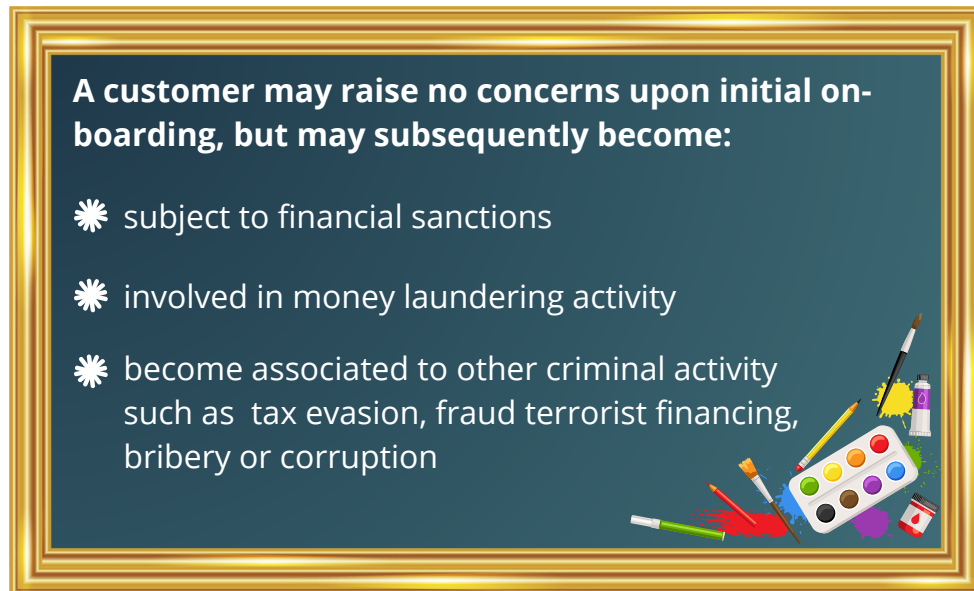 A customer may raise no concerns upon initial on-
boarding, but may subsequently become:
subject to financial sanctions
involved in money laundering activity
become associated to other criminal activity
such as  tax evasion, fraud terrorist financing,
bribery or corruption